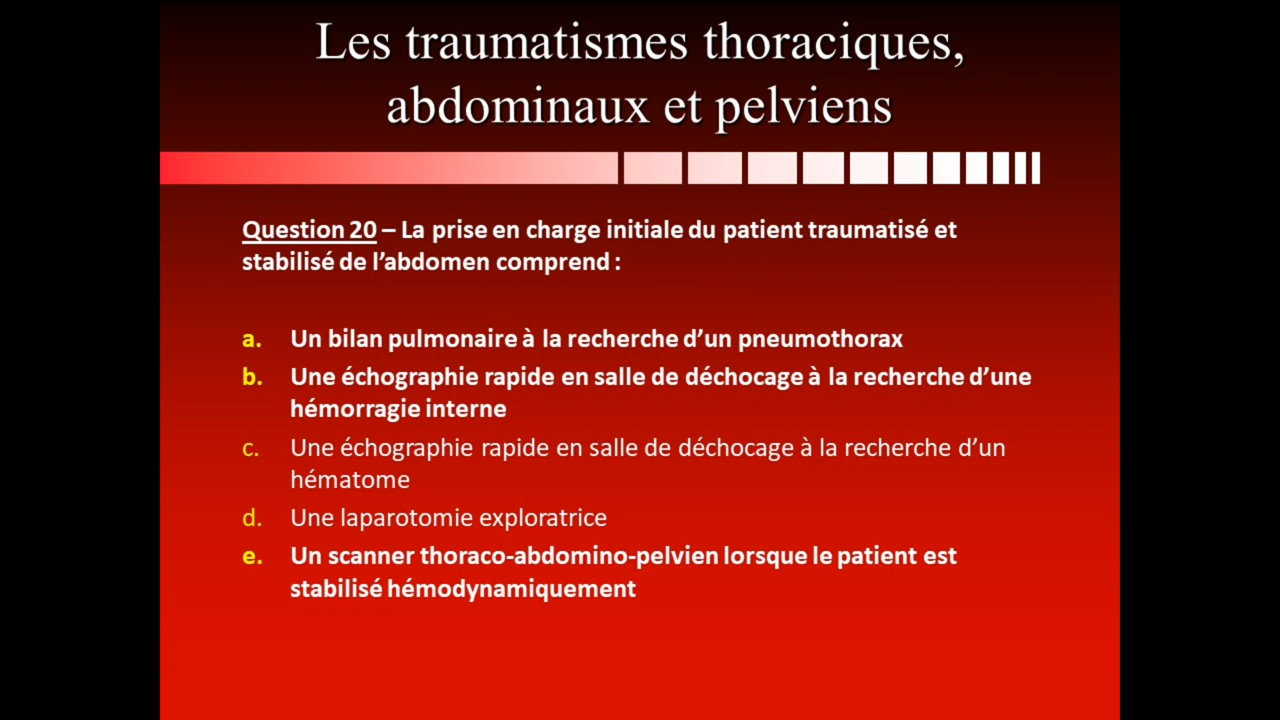 Les traumatismes thoraciques,
abdominaux et pelviens
Question 20 – La prise en charge initiale du patient traumatisé et
stabilisé de l’abdomen comprend :
a. Un bilan pulmonaire à la recherche d’un pneumothorax
b. Une échographie rapide en salle de déchocage à la recherche d’une
hémorragie interne
c. Une échographie rapide en salle de déchocage à la recherche d’un
hématome
d. Une laparotomie exploratrice
e. Un scanner thoraco-abdomino-pelvien lorsque le patient est
stabilisé hémodynamiquement